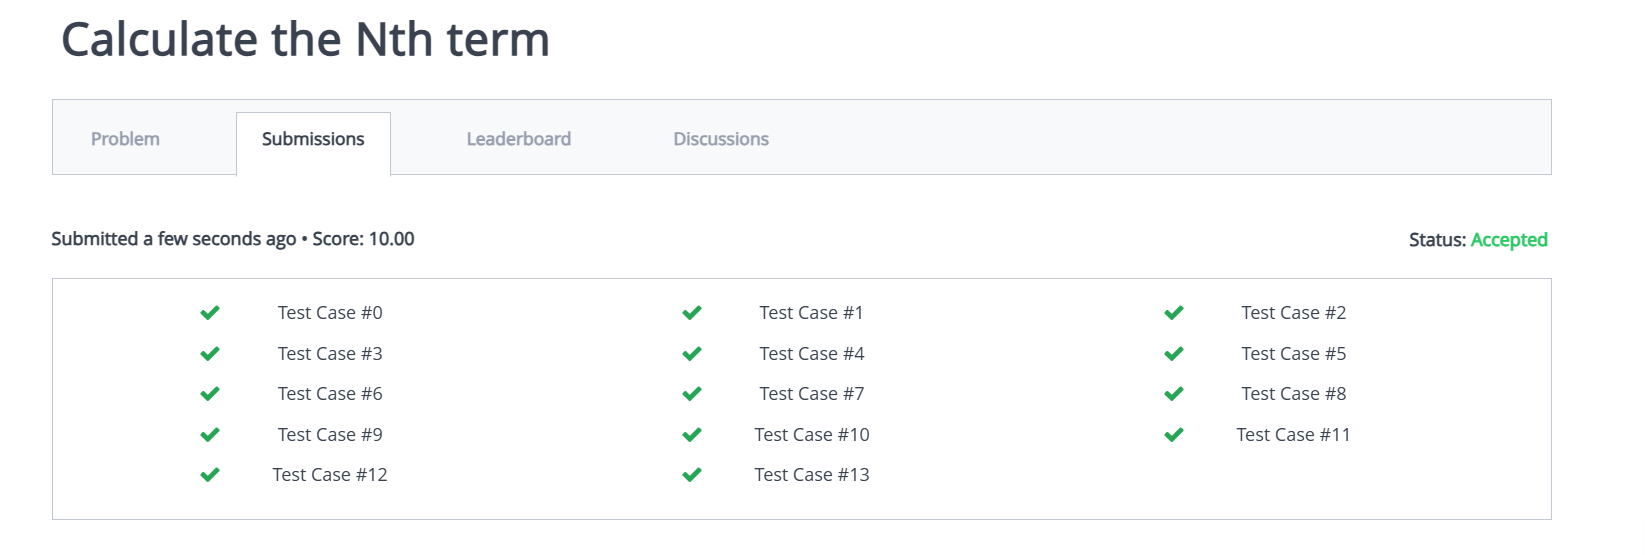 Calculate the Nth term
Problem Submissions Leaderboard Discussions
Submitted a few seconds ago • Score: 10.00 Status: Accepted
Test Case #0 Test Case #1 Test Case #2
Test Case #3 Test Case #4 Test Case #5
Test Case #6 Test Case #7 Test Case #8
Test Case #9 Test Case #10 Test Case #11
Test Case #12 Test Case #13